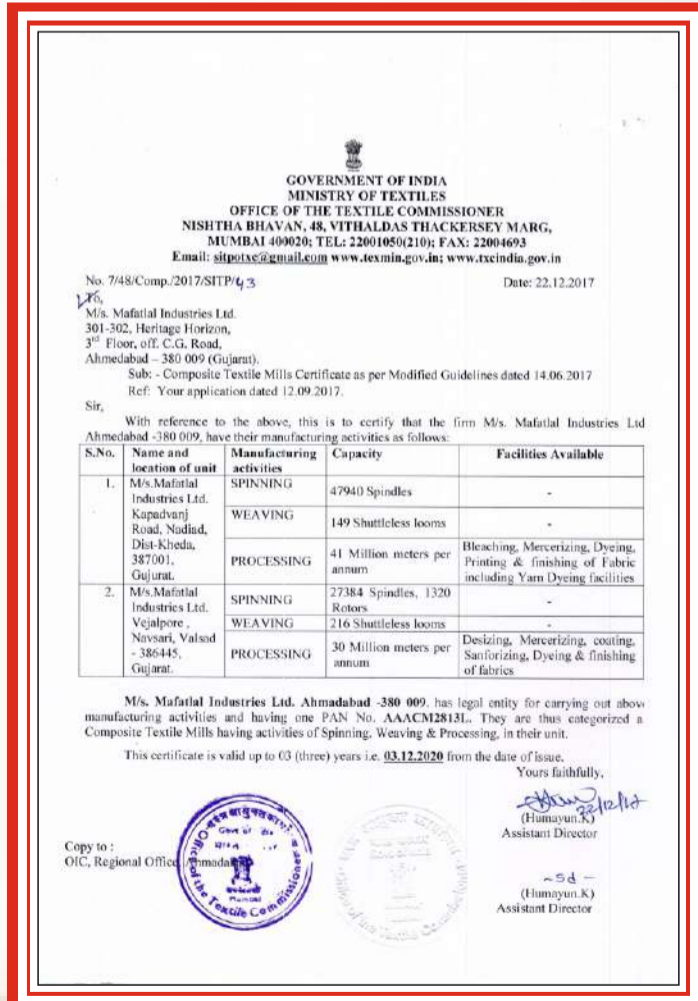 GOVERNMENT OF INDIA
MINISTRY OF TEXTILES
OFFICE OF THE TEXTILE COMMISSIONER
NISHTHA BHAVAN, 48, VITHALDAS THACKERSEY MARG,
MUMBAI 400020; TEL: 22001050(210); FAX: 22004693
Email: sitpotxc@gmail.com www.texmin.gov.in; www.txcindia.gov.in
No. 7/48/Comp./2017/SITP/43 Date: 22.12.2017
To,
M/s. Mafatlal Industries Ltd.
301-302, Heritage Horizon,
3rd Floor, off. C.G. Road,
Ahmedabad – 380 009 (Gujarat).
Sub: - Composite Textile Mills Certificate as per Modified Guidelines dated 14.06.2017
Ref: Your application dated 12.09.2017.
Sir,
With reference to the above, this is to certify that the firm M/s. Mafatlal Industries Ltd
Ahmedabad -380 009, have their manufacturing activities as follows:
S.No. Name and location of unit Manufacturing activities Capacity Facilities Available
1. M/s.Mafatlal Industries Ltd. Kapadvanj Road, Nadiad, Dist-Kheda, 387001, Gujurat.
SPINNING 47940 Spindles -
WEAVING 149 Shuttleless looms -
PROCESSING 41 Million meters per annum Bleaching, Mercerizing, Dyeing, Printing & finishing of Fabric including Yarn Dyeing facilities
2. M/s.Mafatlal Industries Ltd. Vejalpore , Navsari, Valsad - 386445, Gujarat.
SPINNING 27384 Spindles, 1320 Rotors -
WEAVING 216 Shuttleless looms -
PROCESSING 30 Million meters per annum Desizing, Mercerizing, coating, Sanforizing, Dyeing & finishing of fabrics
M/s. Mafatlal Industries Ltd. Ahmadabad -380 009. has legal entity for carrying out above
manufacturing activities and having one PAN No. AAACM2813L. They are thus categorized a
Composite Textile Mills having activities of Spinning, Weaving & Processing, in their unit.
This certificate is valid up to 03 (three) years i.e. 03.12.2020 from the date of issue.
Yours faithfully,
22/12/17
(Humayun.K)
Assistant Director
Copy to :
OIC, Regional Office, Ahmada
Office of the Textile Commissioner
Mumbai
~Sd -
(Humayun.K)
Assistant Director